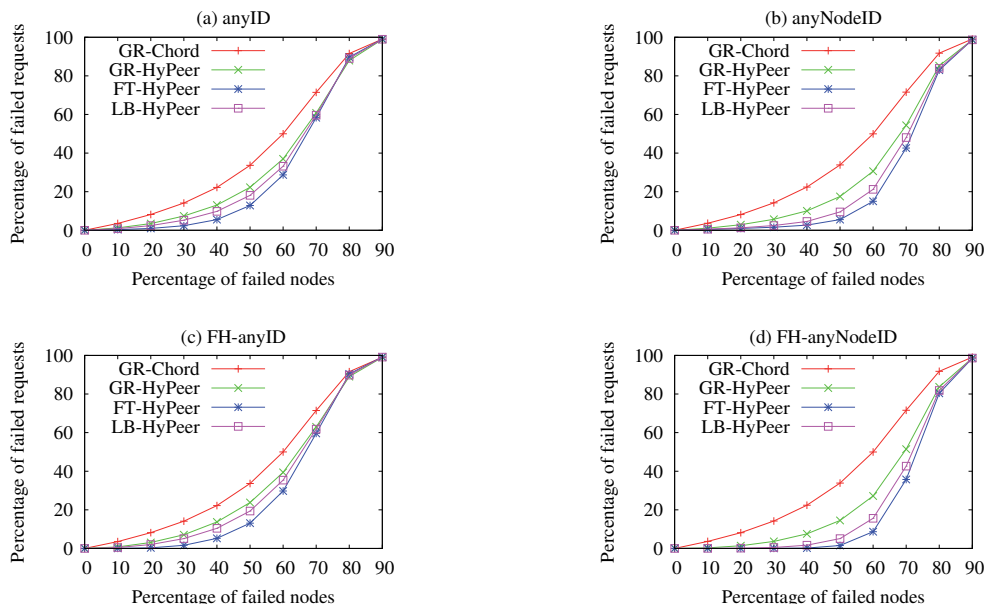 (a) anyID
Percentage of failed requests
100
80
60
40
20
0
GR-Chord
GR-HyPeer
FT-HyPeer
LB-HyPeer
0 10 20 30 40 50 60 70 80 90
Percentage of failed nodes
(b) anyNodeID
Percentage of failed requests
100
80
60
40
20
0
GR-Chord
GR-HyPeer
FT-HyPeer
LB-HyPeer
0 10 20 30 40 50 60 70 80 90
Percentage of failed nodes
(c) FH-anyID
Percentage of failed requests
100
80
60
40
20
0
GR-Chord
GR-HyPeer
FT-HyPeer
LB-HyPeer
0 10 20 30 40 50 60 70 80 90
Percentage of failed nodes
(d) FH-anyNodeID
Percentage of failed requests
100
80
60
40
20
0
GR-Chord
GR-HyPeer
FT-HyPeer
LB-HyPeer
0 10 20 30 40 50 60 70 80 90
Percentage of failed nodes